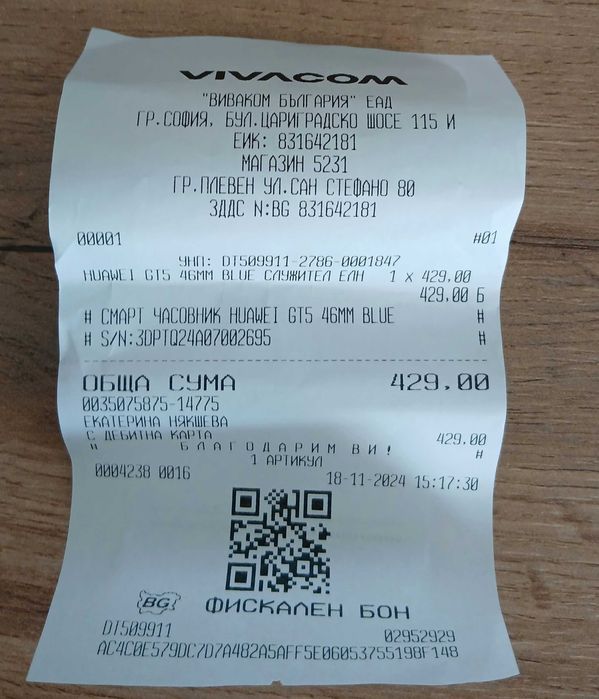 VIVACOM
"ВИВАКОМ БЪЛГАРИЯ" ЕАД
ГР.СОФИЯ, БУЛ.ЦАРИГРАДСКО ШОСЕ 115 И
ЕИК: 831642181
МАГАЗИН 5231
ГР.ПЛЕВЕН УЛ.САН СТЕФАНО 80
ЗДДС N:BG 831642181
00001 #01
УНП: DT509911-2786-0001847
HUAWEI GT5 46MM BLUE СЛУЖИТЕЛ ЕЛН 1 x 429.00
429.00 Б
# СМАРТ ЧАСОВНИК HUAWEI GT5 46MM BLUE #
# S/N:3DPTQ24A07002695 #
ОБЩА СУМА 429.00
0035075875-14775
ЕКАТЕРИНА НЯКШЕВА
С ДЕБИТНА КАРТА 429.00
# Б Л А Г О Д А Р И М В И ! #
1 АРТИКУЛ
0004238 0016 18-11-2024 15:17:30
BG ФИСКАЛЕН БОН
DT509911 02952929
AC4C0E579DC7D7A482A5AFF5E06053755198F148